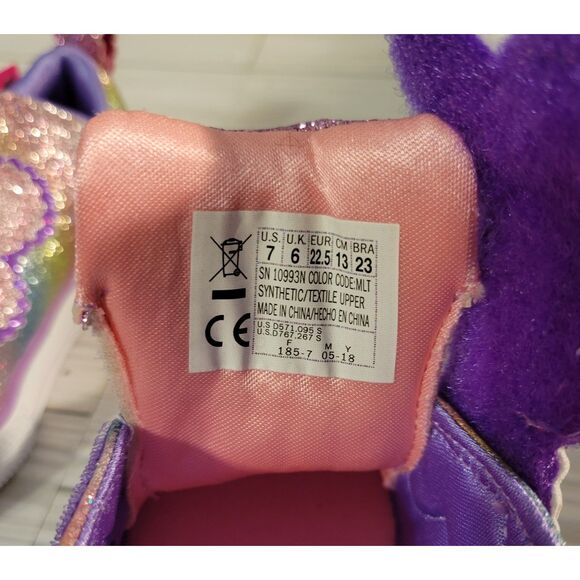 U.S. U.K. EUR CM BRA
7 6 22.5 13 23
SN 10993N COLOR CODE:MLT
SYNTHETIC/TEXTILE UPPER
MADE IN CHINA/HECHO EN CHINA
CE
U.S D571.095 S
U.S.D767.267 S
F M Y
185-7 05-18